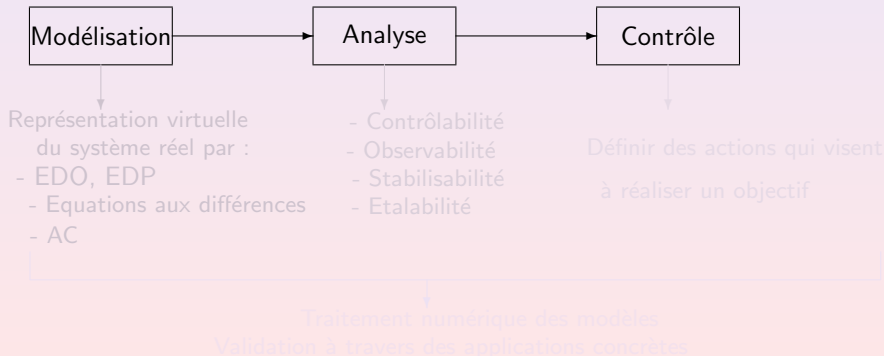 Modélisation
Analyse
Contrôle
Représentation virtuelle
du système réel par :
- EDO, EDP
- Equations aux différences
- AC
- Contrôlabilité
- Observabilité
- Stabilisabilité
- Etalabilité
Définir des actions qui visent
à réaliser un objectif
Traitement numérique des modèles
Validation à travers des applications concrètes